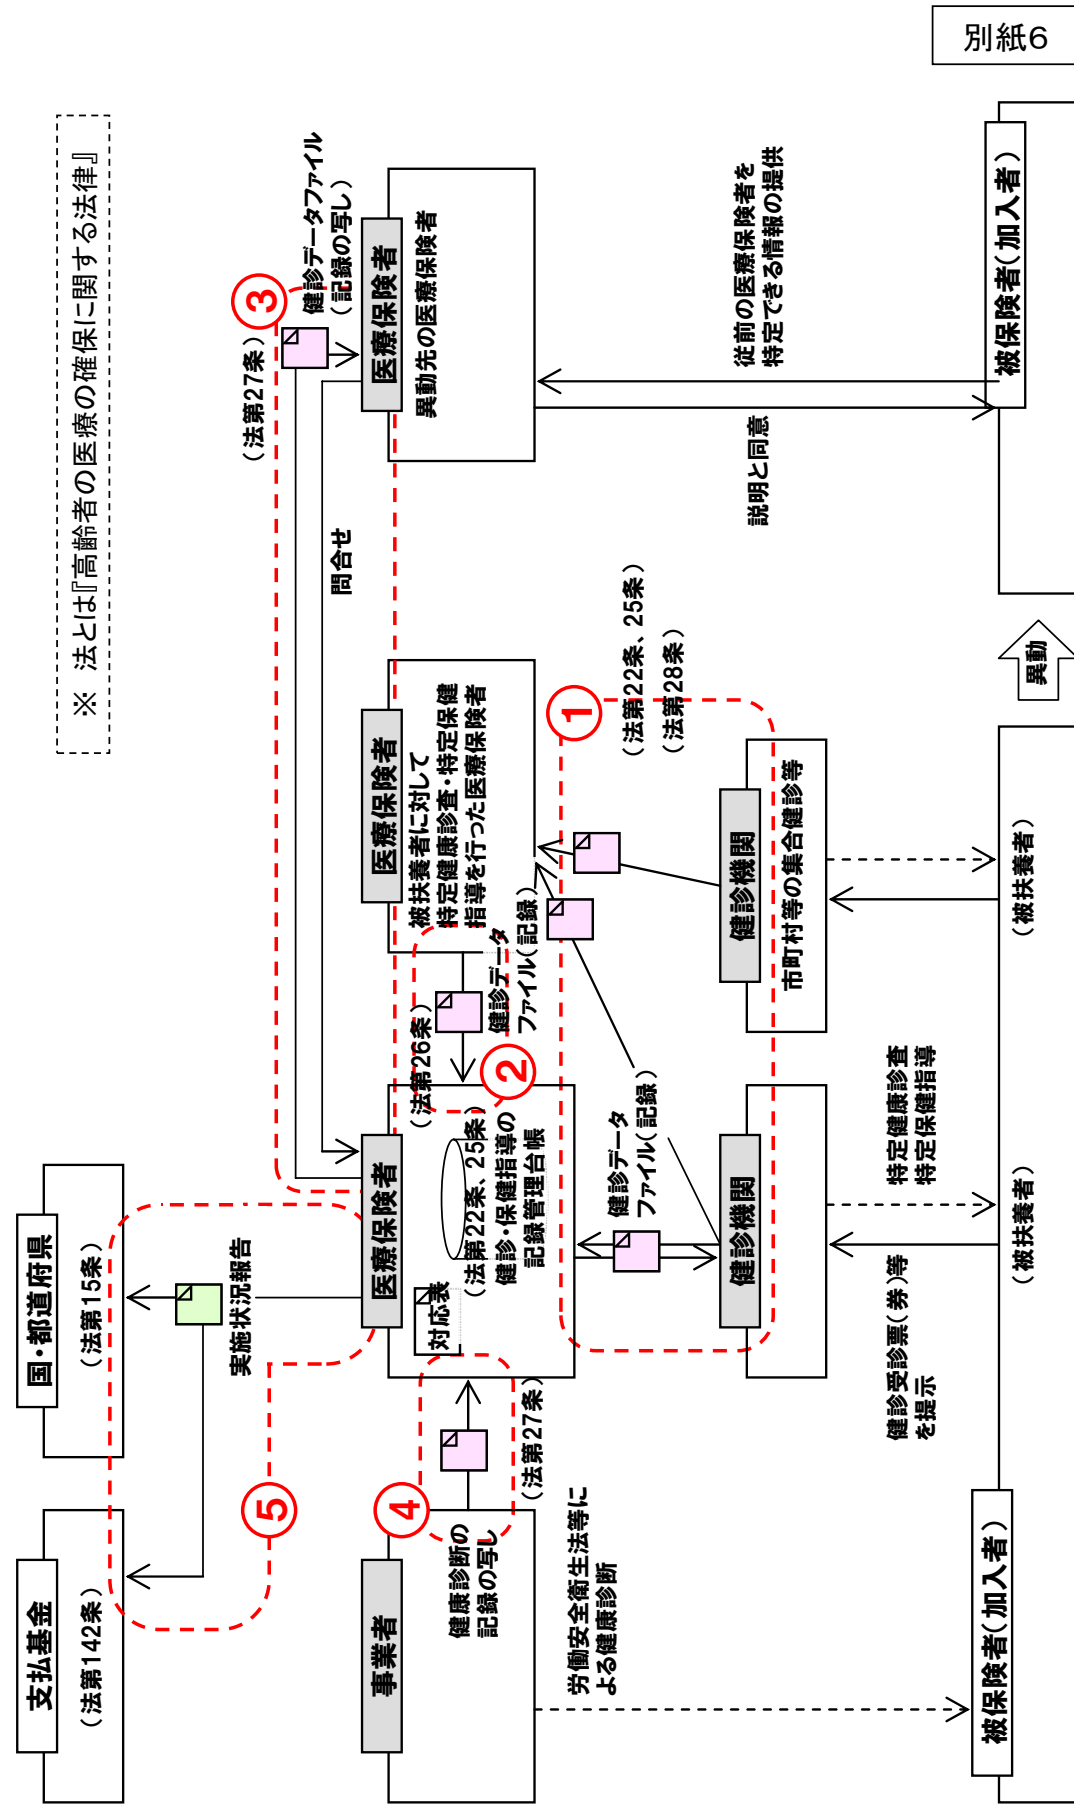 別紙６
※ 法とは『高齢者の医療の確保に関する法律』
支払基金
（法第142条）
国・都道府県
（法第15条）
実施状況報告
⑤
③
（法第27条）
健診データファイル
（記録の写し）
問合せ
事業者
健康診断の
記録の写し
④
（法第27条）
医療保険者
対応表
（法第22条、25条）
健診・保健指導の
記録管理台帳
（法第26条）
②
健診データ
ファイル（記録）
医療保険者
被扶養者に対して
特定健康診査・特定保健
指導を行った医療保険者
医療保険者
異動先の医療保険者
①
（法第22条、25条）
（法第28条）
健診データ
ファイル（記録）
労働安全衛生法等に
よる健康診断
健診機関
健診機関
市町村等の集合健診等
説明と同意
従前の医療保険者を
特定できる情報の提供
健診受診票（券）等
を提示
特定健康診査
特定保健指導
（被扶養者）
（被扶養者）
被保険者（加入者）
異動
被保険者（加入者）